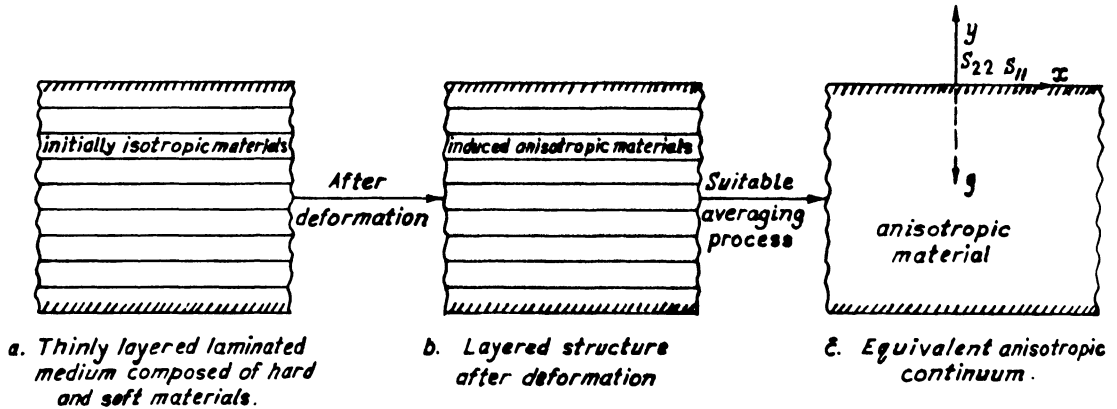 y
S22 S11 x
initially isotropic materials
induced anisotropic materials
After
deformation
Suitable
averaging
process
g
anisotropic
material
a. Thinly layered laminated
medium composed of hard
and soft materials.
b. Layered structure
after deformation
c. Equivalent anisotropic
continuum.